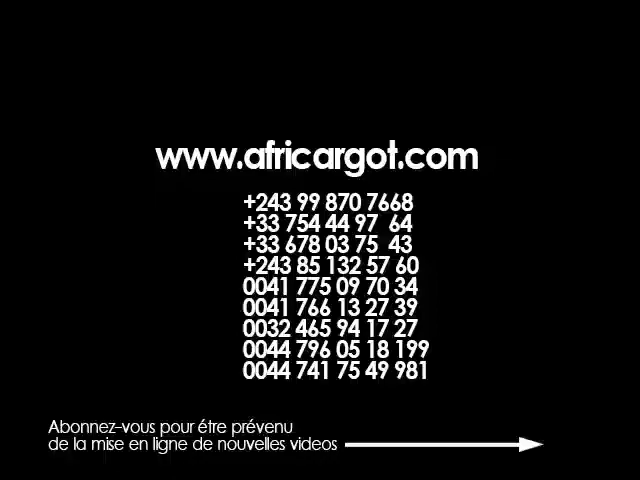 www.africargot.com
+243 99 870 7668
+33 754 44 97 64
+33 678 03 75 43
+243 85 132 57 60
0041 775 09 70 34
0041 766 13 27 39
0032 465 94 17 27
0044 796 05 18 199
0044 741 75 49 981
Abonnez-vous pour étre prévenu
de la mise en ligne de nouvelles videos